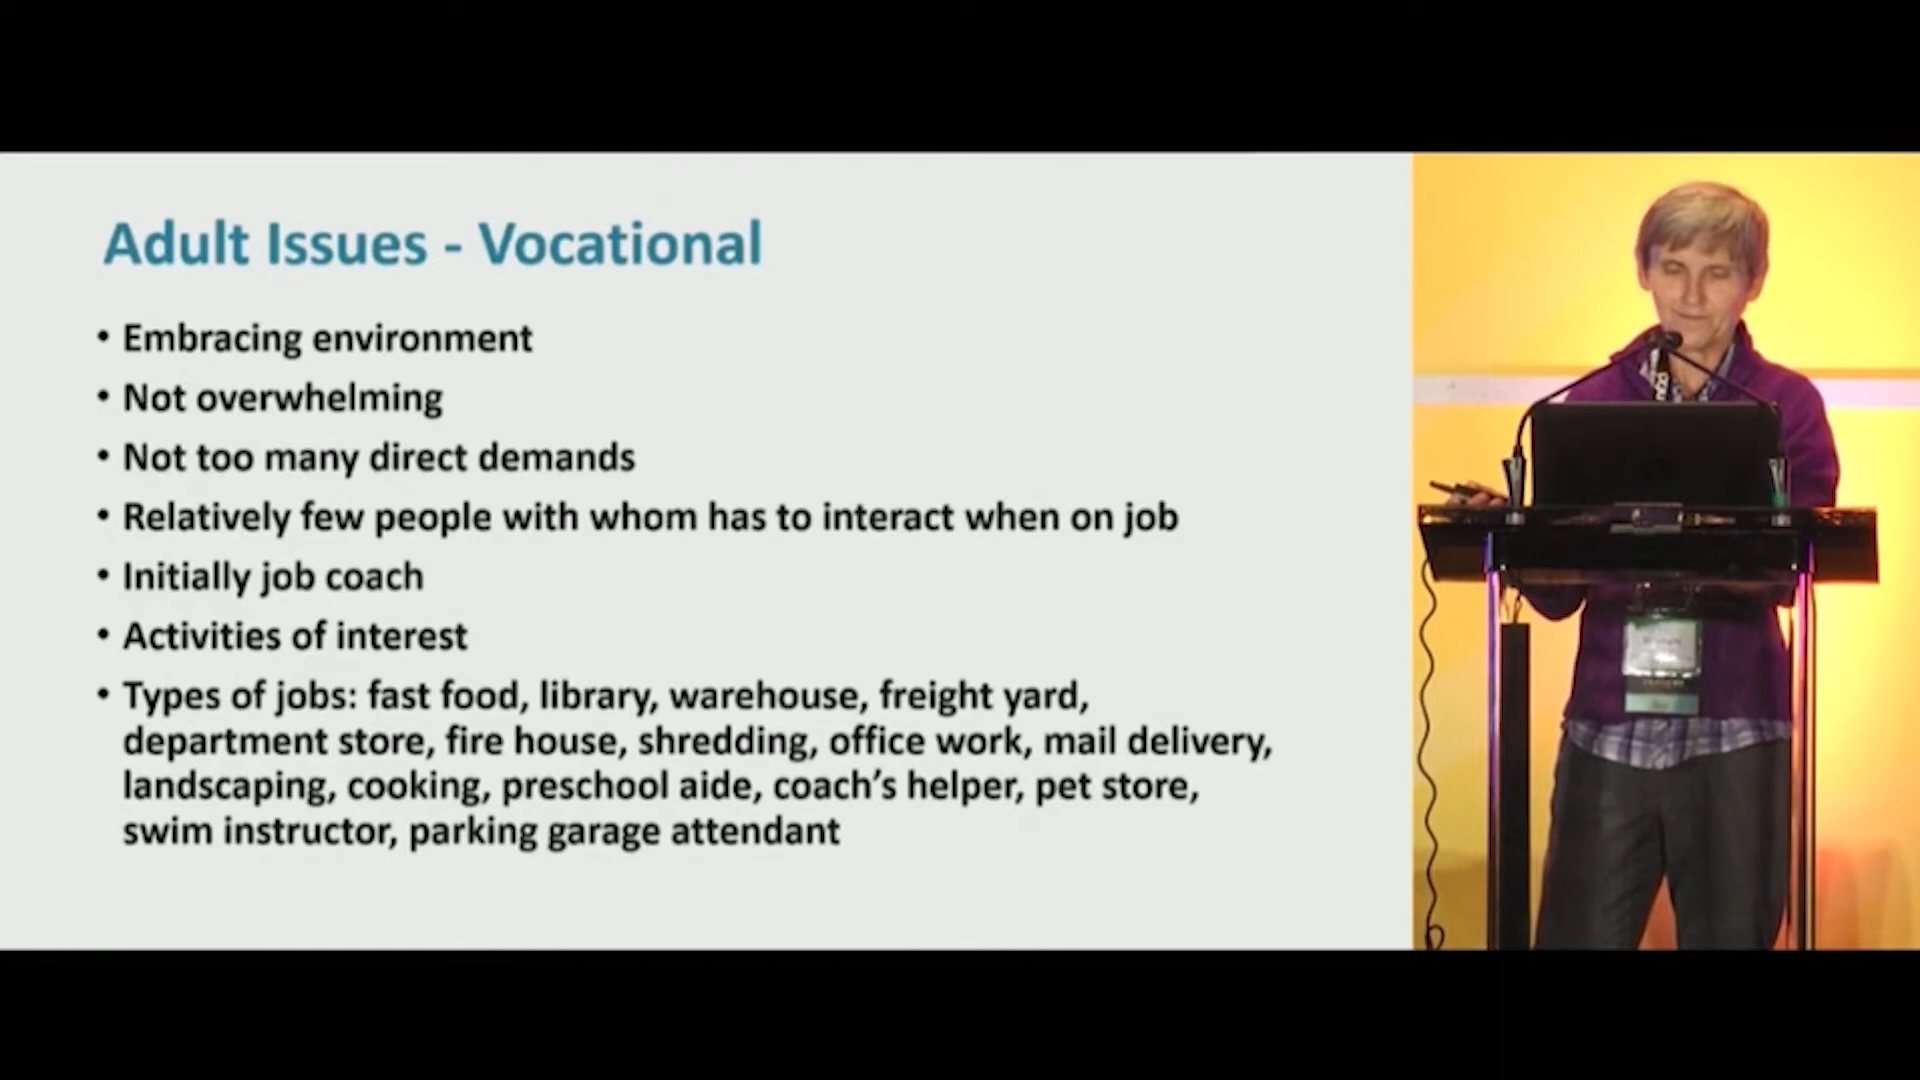 Adult Issues - Vocational
• Embracing environment
• Not overwhelming
• Not too many direct demands
• Relatively few people with whom has to interact when on job
• Initially job coach
• Activities of interest
• Types of jobs: fast food, library, warehouse, freight yard,
department store, fire house, shredding, office work, mail delivery,
landscaping, cooking, preschool aide, coach’s helper, pet store,
swim instructor, parking garage attendant